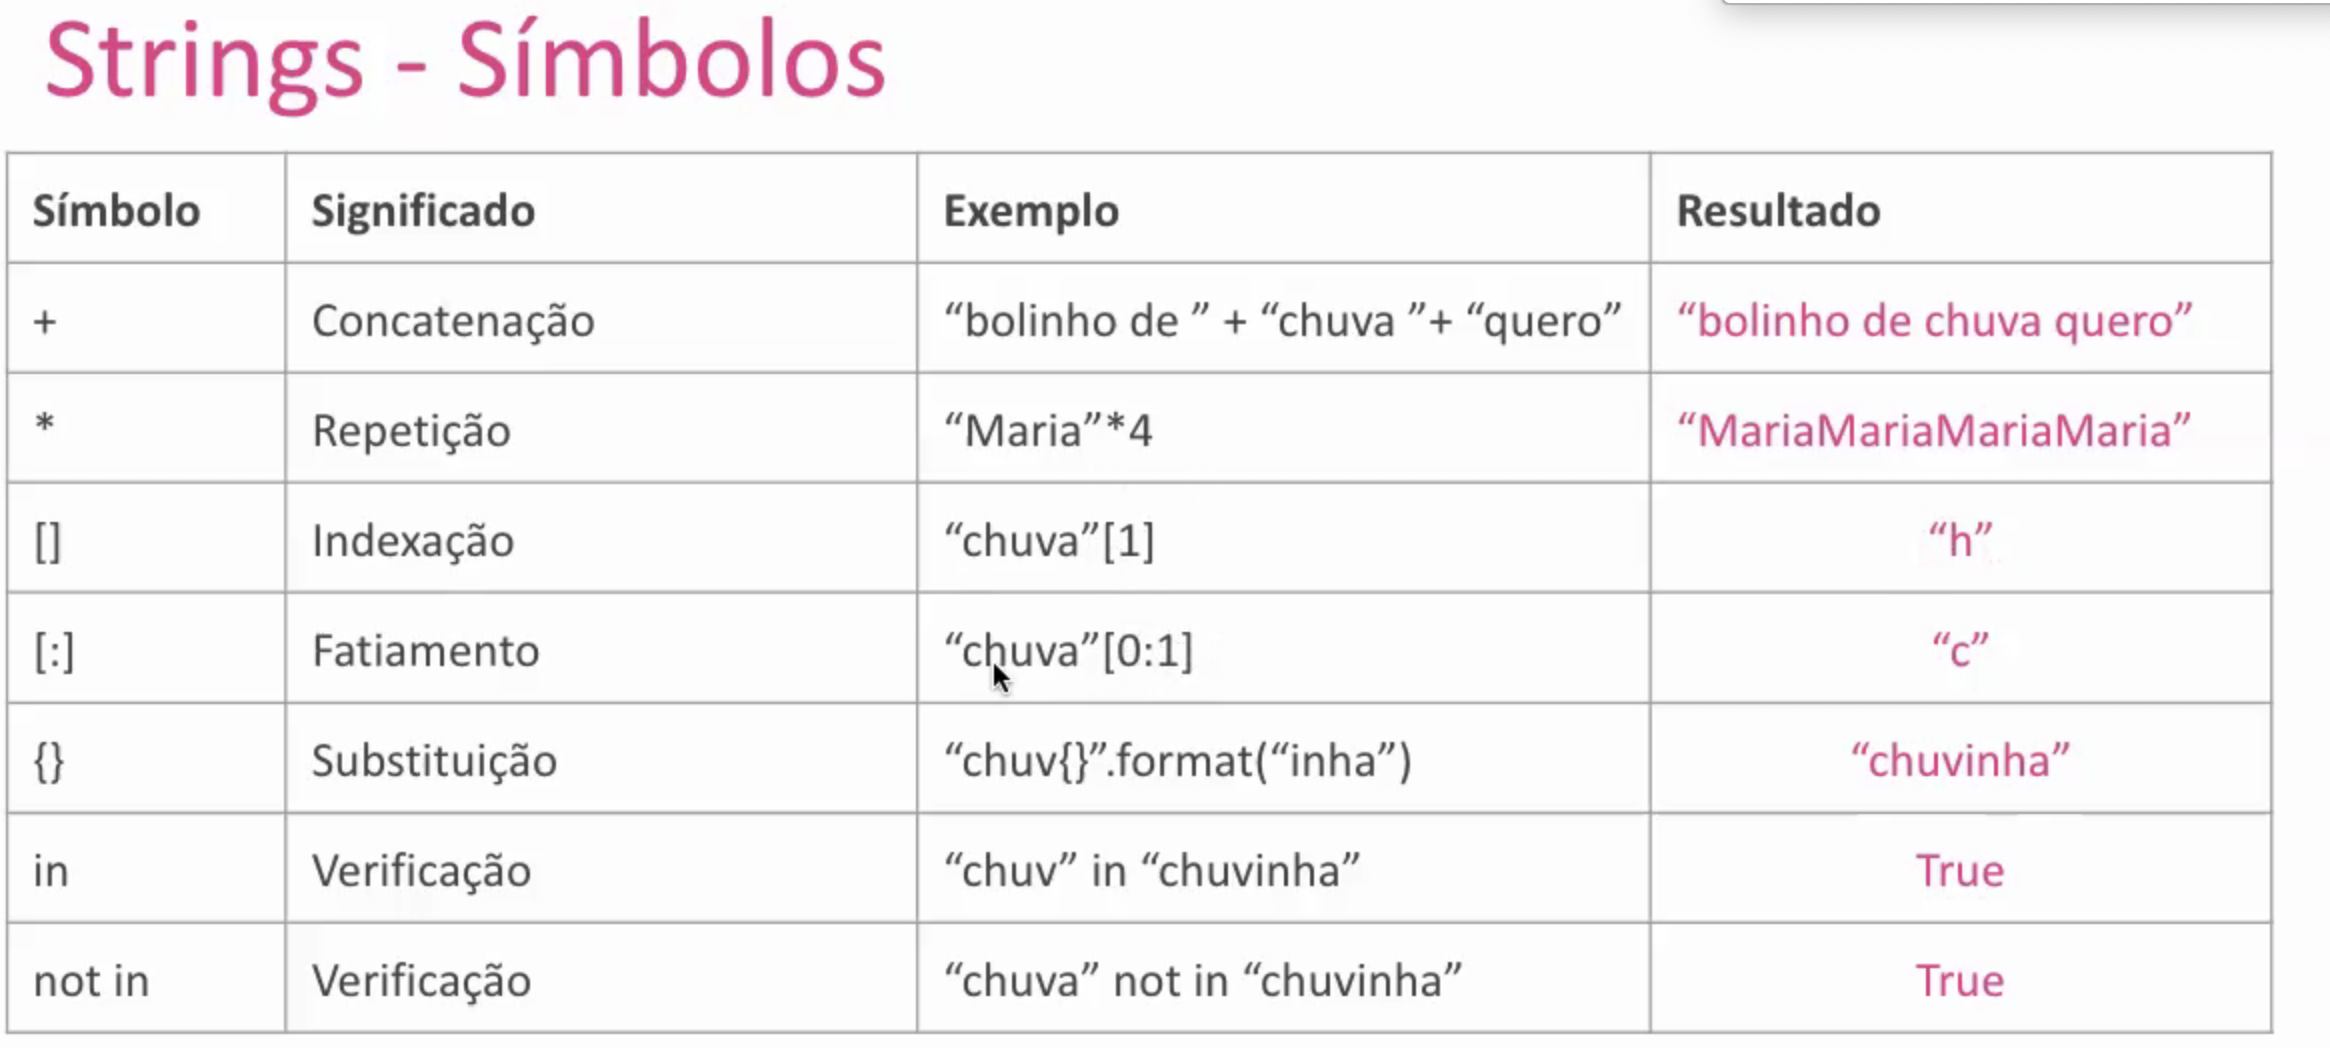 Strings - Símbolos
Símbolo Significado Exemplo Resultado
+ Concatenação “bolinho de ” + “chuva ”+ “quero” “bolinho de chuva quero”
* Repetição “Maria”*4 “MariaMariaMariaMaria”
[] Indexação “chuva”[1] “h”
[:] Fatiamento “chuva”[0:1] “c”
{} Substituição “chuv{}”.format(“inha”) “chuvinha”
in Verificação “chuv” in “chuvinha” True
not in Verificação “chuva” not in “chuvinha” True